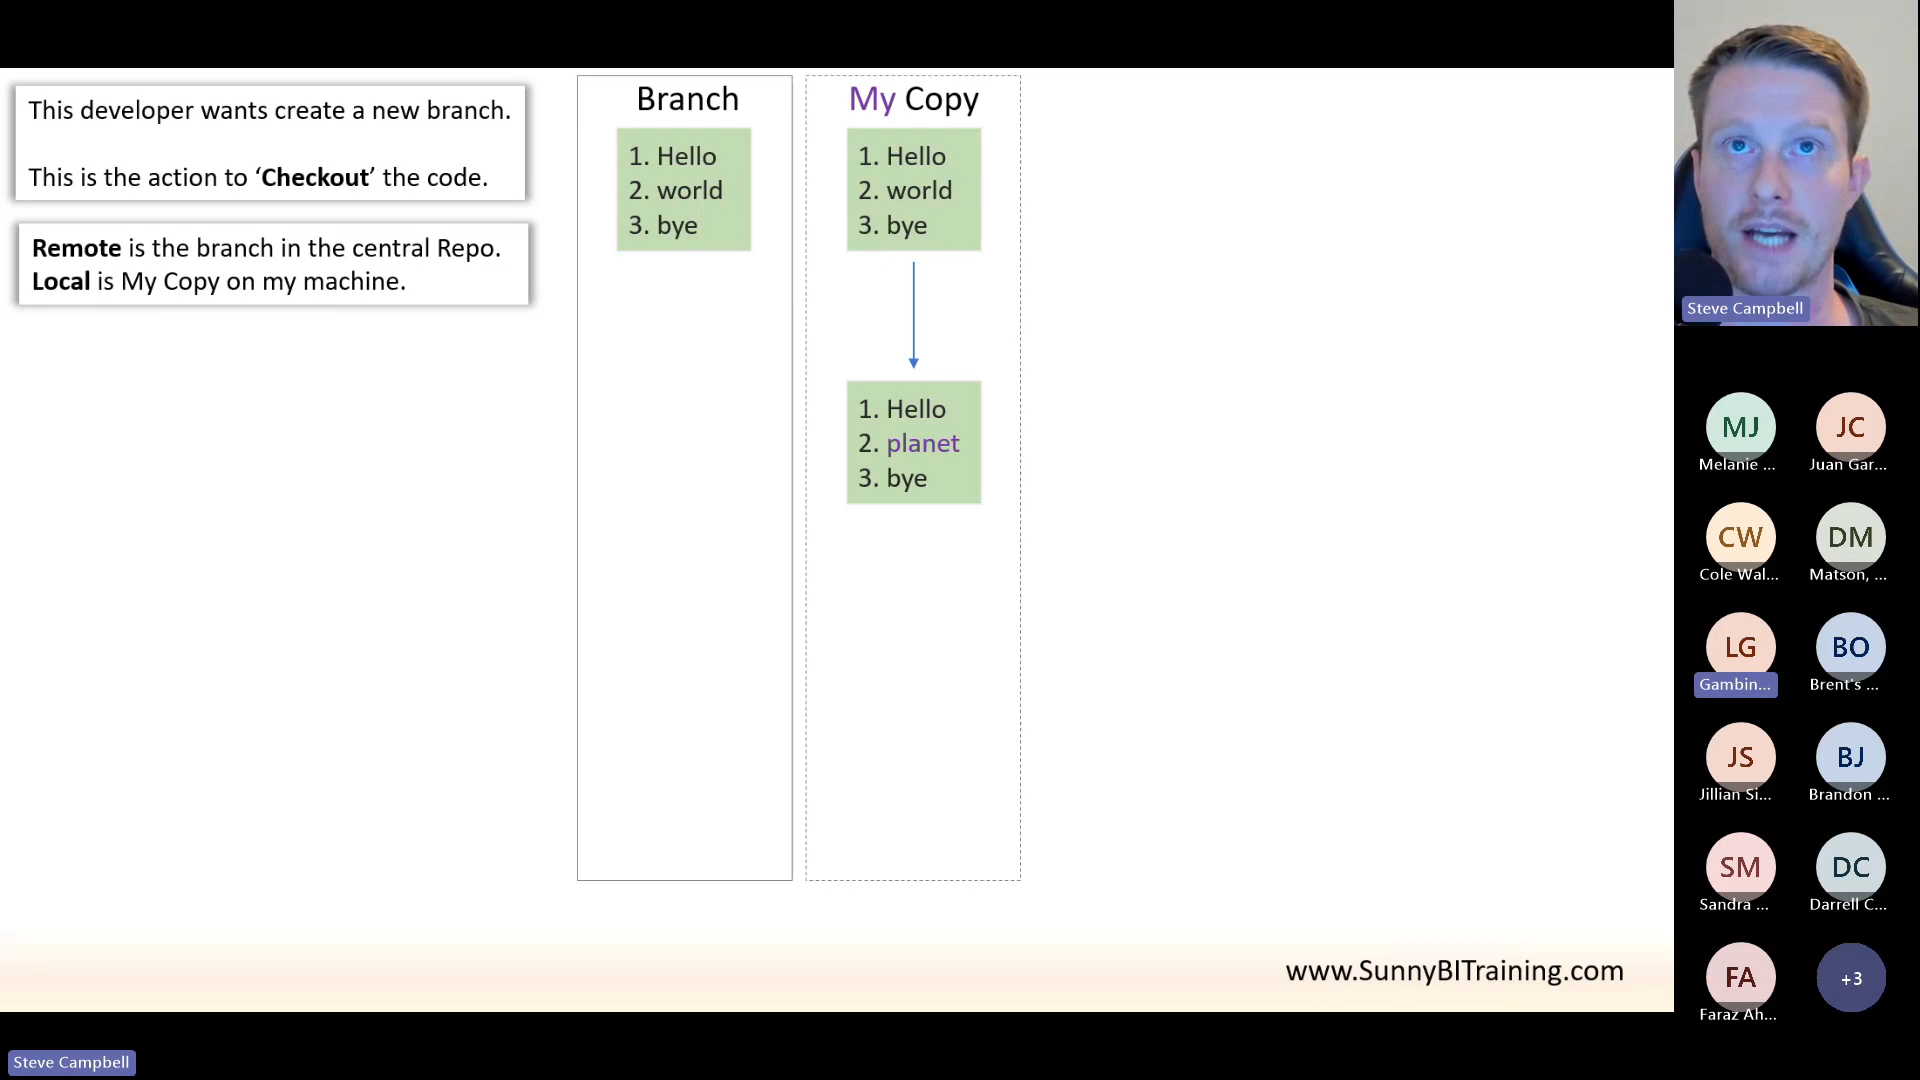 This developer wants create a new branch.
This is the action to ‘Checkout’ the code.
Remote is the branch in the central Repo.
Local is My Copy on my machine.
Branch
1. Hello
2. world
3. bye
My Copy
1. Hello
2. world
3. bye
1. Hello
2. planet
3. bye
www.SunnyBITraining.com
Steve Campbell
MJ
Melanie ...
JC
Juan Gar...
CW
Cole Wal...
DM
Matson, ...
LG
Gambin...
BO
Brent's ...
JS
Jillian Si...
BJ
Brandon ...
SM
Sandra ...
DC
Darrell C...
FA
Faraz Ah...
+3
Steve Campbell